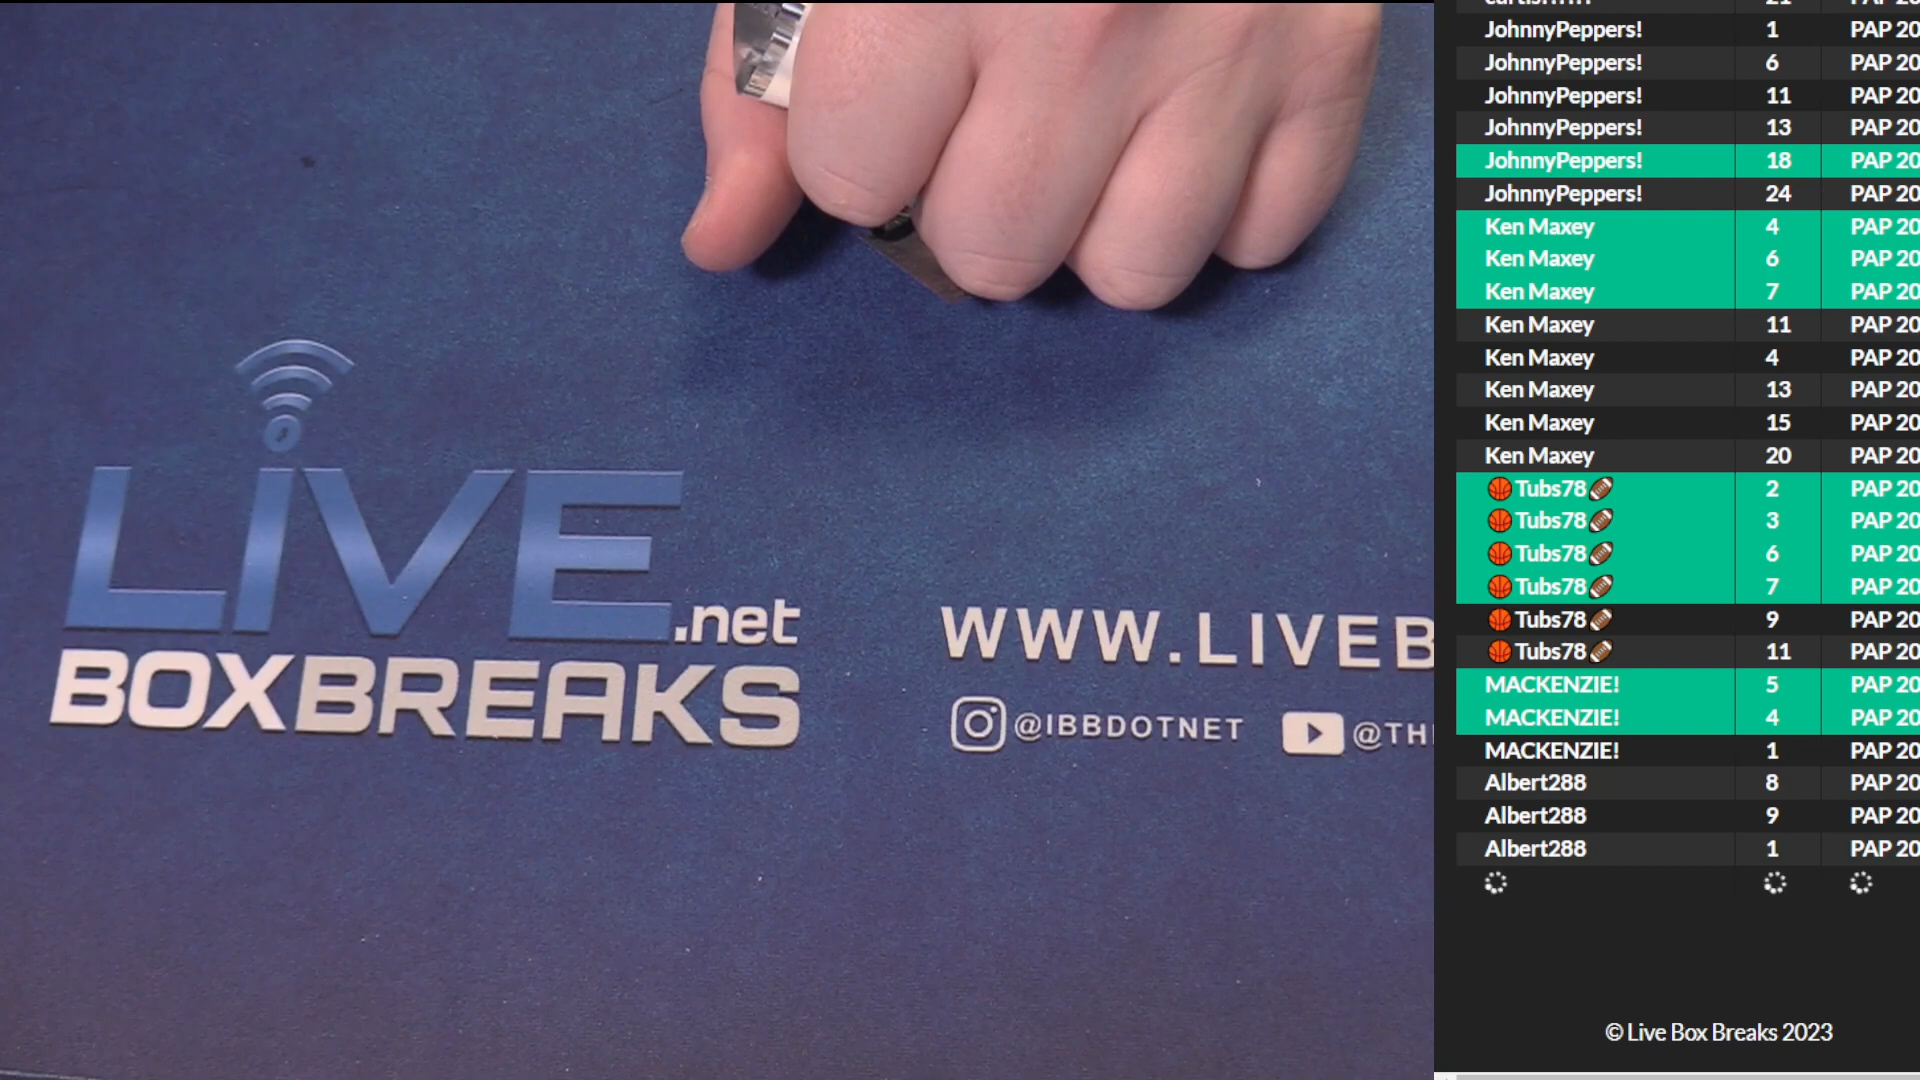 LiVE
.net
BOXBREAKS
WWW.LIVEB
@IBBDOTNET
@TH
21
JohnnyPeppers! 1 PAP 20
JohnnyPeppers! 6 PAP 20
JohnnyPeppers! 11 PAP 20
JohnnyPeppers! 13 PAP 20
JohnnyPeppers! 18 PAP 20
JohnnyPeppers! 24 PAP 20
Ken Maxey 4 PAP 20
Ken Maxey 6 PAP 20
Ken Maxey 7 PAP 20
Ken Maxey 11 PAP 20
Ken Maxey 4 PAP 20
Ken Maxey 13 PAP 20
Ken Maxey 15 PAP 20
Ken Maxey 20 PAP 20
🏀Tubs78🏈 2 PAP 20
🏀Tubs78🏈 3 PAP 20
🏀Tubs78🏈 6 PAP 20
🏀Tubs78🏈 7 PAP 20
🏀Tubs78🏈 9 PAP 20
🏀Tubs78🏈 11 PAP 20
MACKENZIE! 5 PAP 20
MACKENZIE! 4 PAP 20
MACKENZIE! 1 PAP 20
Albert288 8 PAP 20
Albert288 9 PAP 20
Albert288 1 PAP 20
© Live Box Breaks 2023